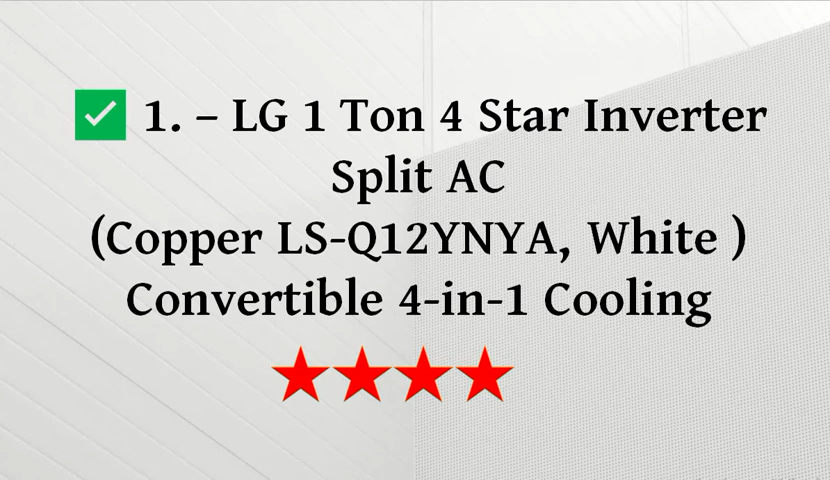 ✅ 1. – LG 1 Ton 4 Star Inverter
Split AC
(Copper LS-Q12YNYA, White )
Convertible 4-in-1 Cooling
★★★★